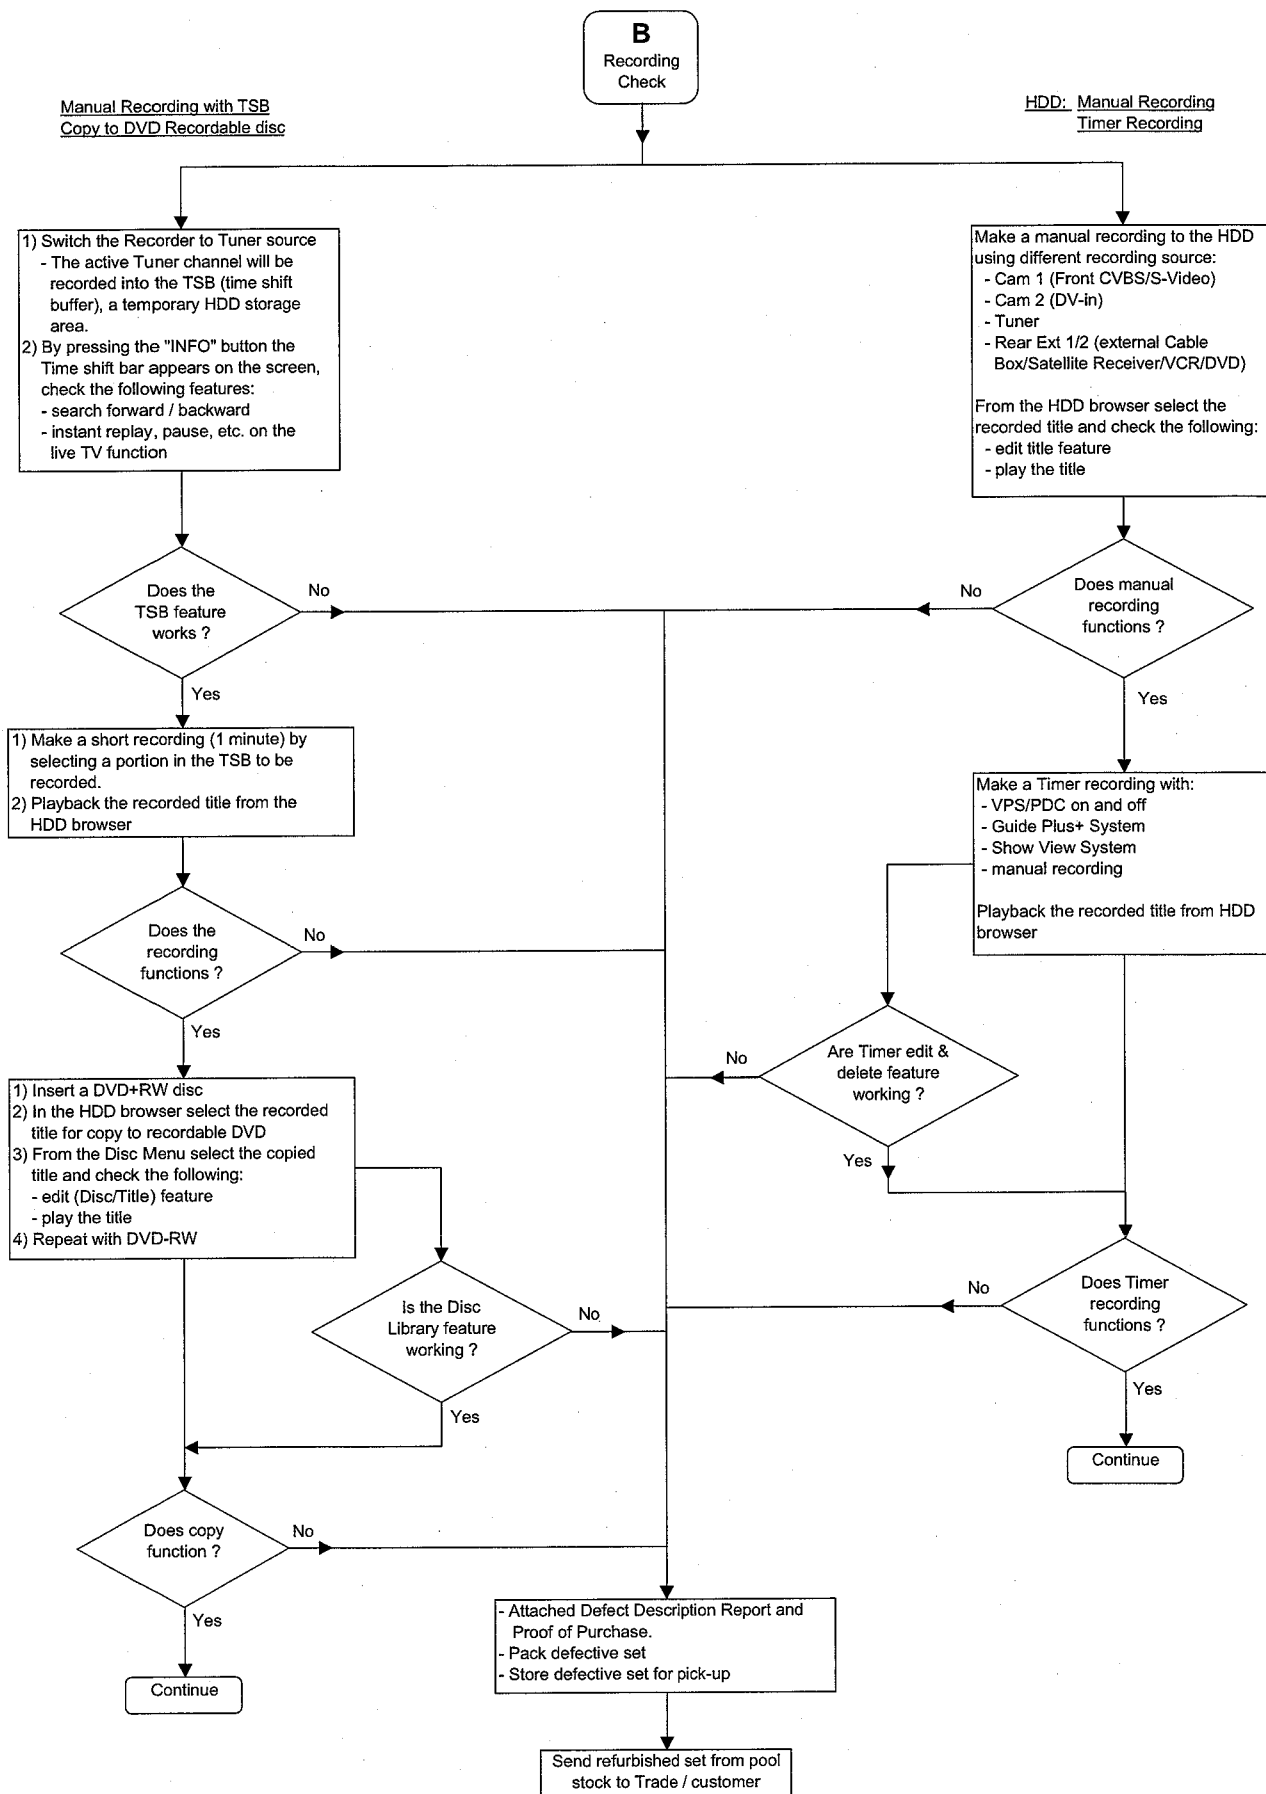 B
Recording
Check
Manual Recording with TSB
Copy to DVD Recordable disc
HDD: Manual Recording
Timer Recording
1) Switch the Recorder to Tuner source
- The active Tuner channel will be
recorded into the TSB (time shift
buffer), a temporary HDD storage
area.
2) By pressing the "INFO" button the
Time shift bar appears on the screen,
check the following features:
- search forward / backward
- instant replay, pause, etc. on the
live TV function
Make a manual recording to the HDD
using different recording source:
- Cam 1 (Front CVBS/S-Video)
- Cam 2 (DV-in)
- Tuner
- Rear Ext 1/2 (external Cable
Box/Satellite Receiver/VCR/DVD)
From the HDD browser select the
recorded title and check the following:
- edit title feature
- play the title
Does the
TSB feature
works ?
No
Yes
Does manual
recording
functions ?
No
Yes
1) Make a short recording (1 minute) by
selecting a portion in the TSB to be
recorded.
2) Playback the recorded title from the
HDD browser
Make a Timer recording with:
- VPS/PDC on and off
- Guide Plus+ System
- Show View System
- manual recording
Playback the recorded title from HDD
browser
Does the
recording
functions ?
No
Yes
Are Timer edit &
delete feature
working ?
No
Yes
1) Insert a DVD+RW disc
2) In the HDD browser select the recorded
title for copy to recordable DVD
3) From the Disc Menu select the copied
title and check the following:
- edit (Disc/Title) feature
- play the title
4) Repeat with DVD-RW
Is the Disc
Library feature
working ?
No
Yes
Does Timer
recording
functions ?
No
Yes
Continue
Does copy
function ?
No
Yes
Continue
- Attached Defect Description Report and
Proof of Purchase.
- Pack defective set
- Store defective set for pick-up
Send refurbished set from pool
stock to Trade / customer